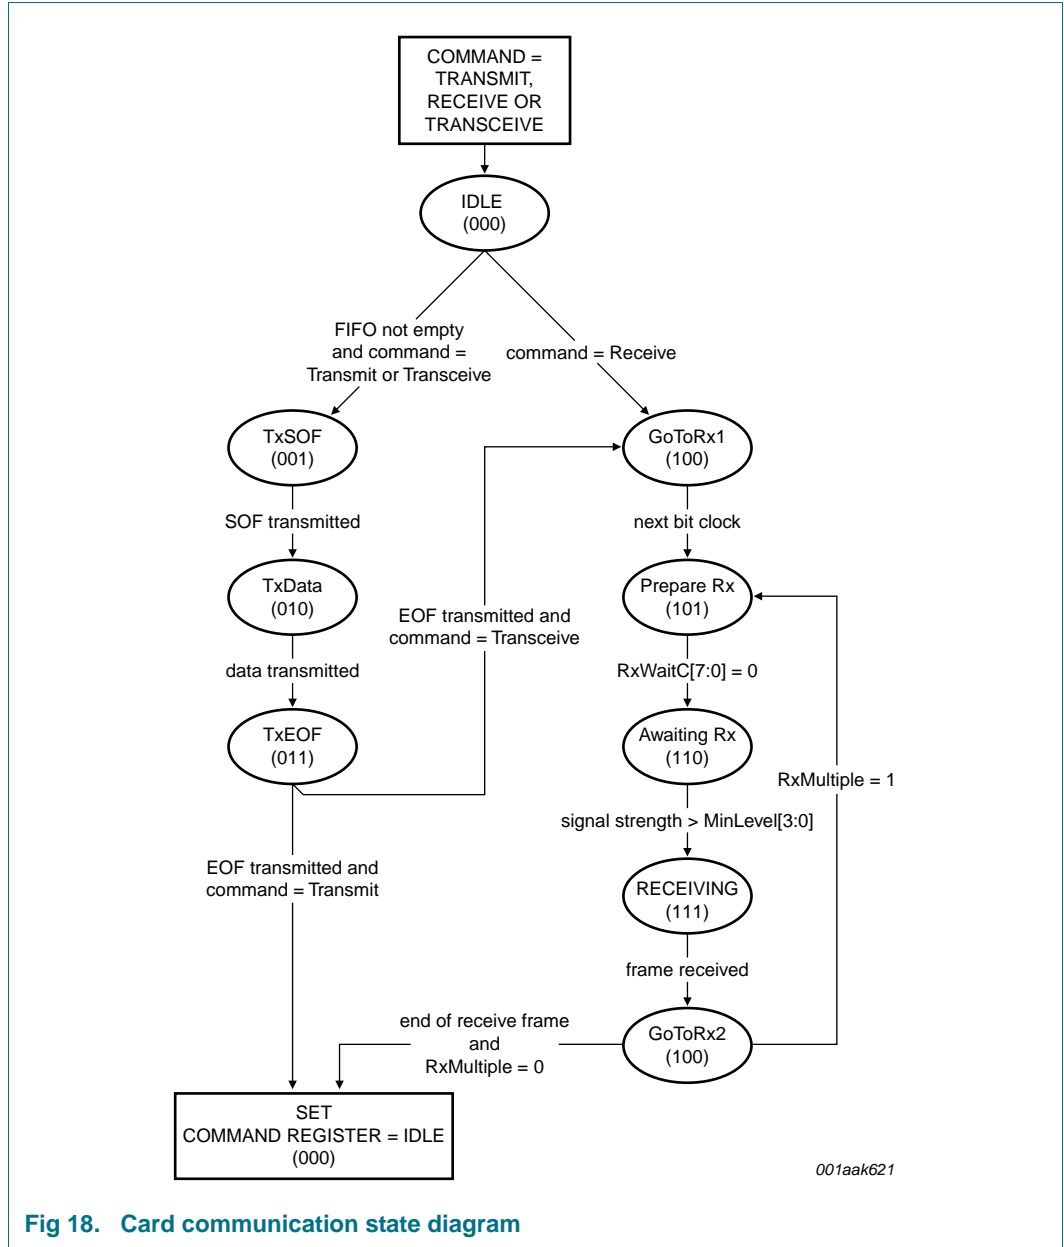 COMMAND =
TRANSMIT,
RECEIVE OR
TRANSCEIVE
IDLE
(000)
FIFO not empty
and command =
Transmit or Transceive
command = Receive
TxSOF
(001)
GoToRx1
(100)
SOF transmitted
next bit clock
TxData
(010)
Prepare Rx
(101)
EOF transmitted and
command = Transceive
data transmitted
RxWaitC[7:0] = 0
TxEOF
(011)
Awaiting Rx
(110)
RxMultiple = 1
signal strength > MinLevel[3:0]
EOF transmitted and
command = Transmit
RECEIVING
(111)
frame received
end of receive frame
and
RxMultiple = 0
GoToRx2
(100)
SET
COMMAND REGISTER = IDLE
(000)
001aak621
Fig 18. Card communication state diagram